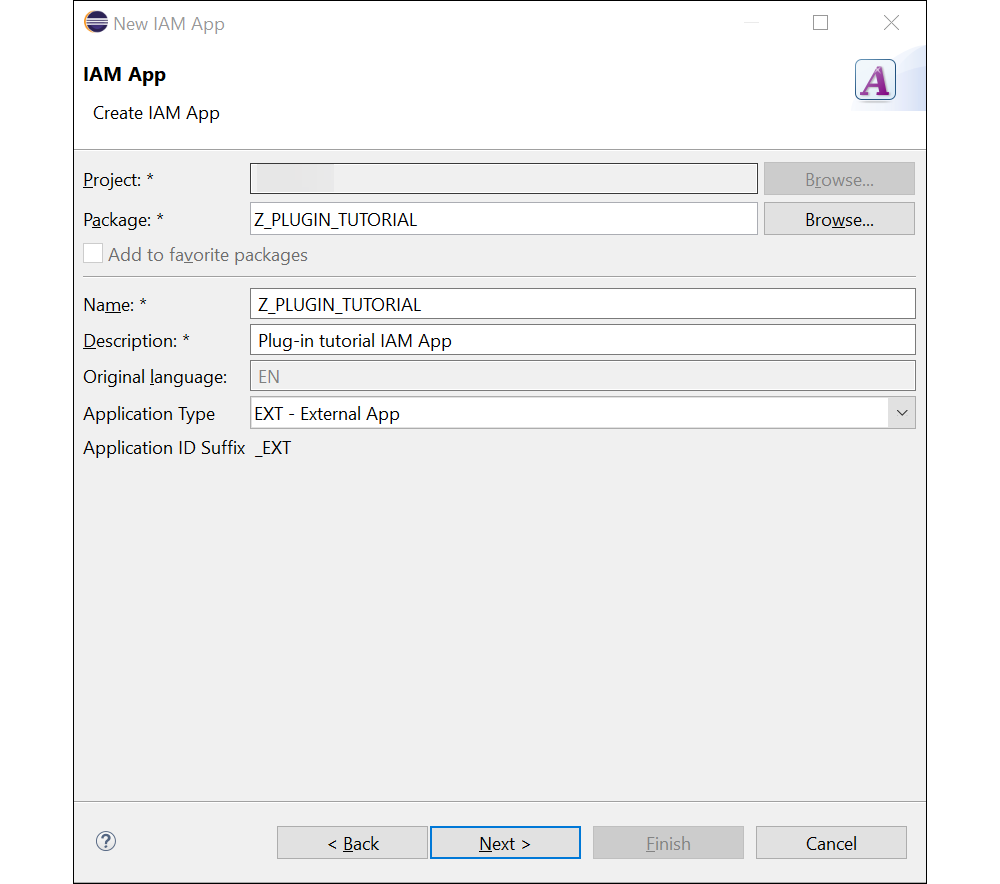 New IAM App
IAM App
Create IAM App
Project: *
Browse...
Package: * Z_PLUGIN_TUTORIAL Browse...
Add to favorite packages
Name: * Z_PLUGIN_TUTORIAL
Description: * Plug-in tutorial IAM App
Original language: EN
Application Type EXT - External App
Application ID Suffix _EXT
? < Back Next > Finish Cancel